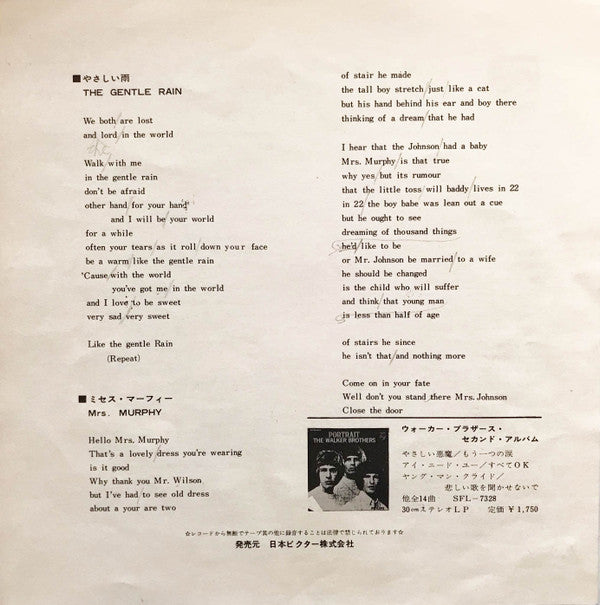 ■やさしい雨
THE GENTLE RAIN
We both are lost
and lord in the world
Walk with me
in the gentle rain
don't be afraid
other hand for your hand
and I will be your world
for a while
often your tears as it roll down your face
be a warm like the gentle rain
'Cause with the world
you've got me in the world
and I love to be sweet
very sad very sweet
Like the gentle Rain
(Repeat)
■ミセス・マーフィー
Mrs. MURPHY
Hello Mrs. Murphy
That's a lovely dress you're wearing
is it good
Why thank you Mr. Wilson
but I've had to see old dress
about a your are two
of stair he made
the tall boy stretch just like a cat
but his hand behind his ear and boy there
thinking of a dream that he had
I hear that the Johnson had a baby
Mrs. Murphy is that true
why yes but its rumour
that the little toss will baddy lives in 22
in 22 the boy babe was lean out a cue
but he ought to see
dreaming of thousand things
he'd like to be
or Mr. Johnson be married to a wife
he should be changed
is the child who will suffer
and think that young man
is less than half of age
of stairs he since
he isn't that and nothing more
Come on in your fate
Well don't you stand there Mrs. Johnson
Close the door
PORTRAIT
THE WALKER BROTHERS
ウォーカー・ブラザース・
セカンド・アルバム
やさしい悪魔/もう一つの涙
アイ・ニード・ユー/すべてOK
ヤング・マン・クライド/
悲しい歌を聞かせないで
他全14曲 SFL-7328
30cmステレオLP 定価 ¥1,750
☆レコードから無断でテープ其の他に録音することは法律で禁じられております☆
発売元 日本ビクター株式会社